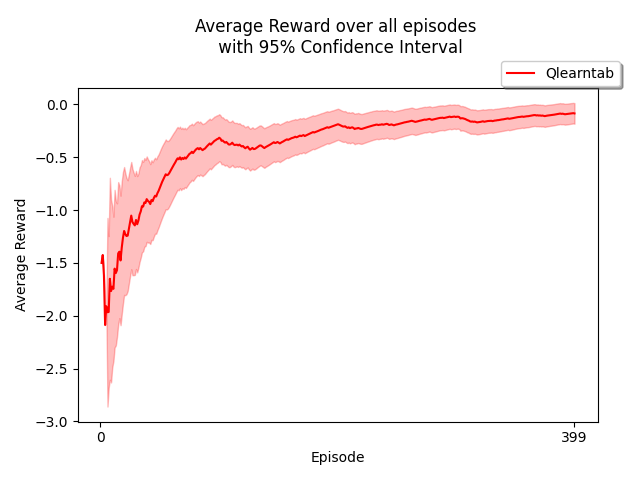 Average Reward over all episodes
with 95% Confidence Interval
Qlearntab
0.0
−0.5
−1.0
−1.5
−2.0
−2.5
−3.0
Average Reward
0
399
Episode